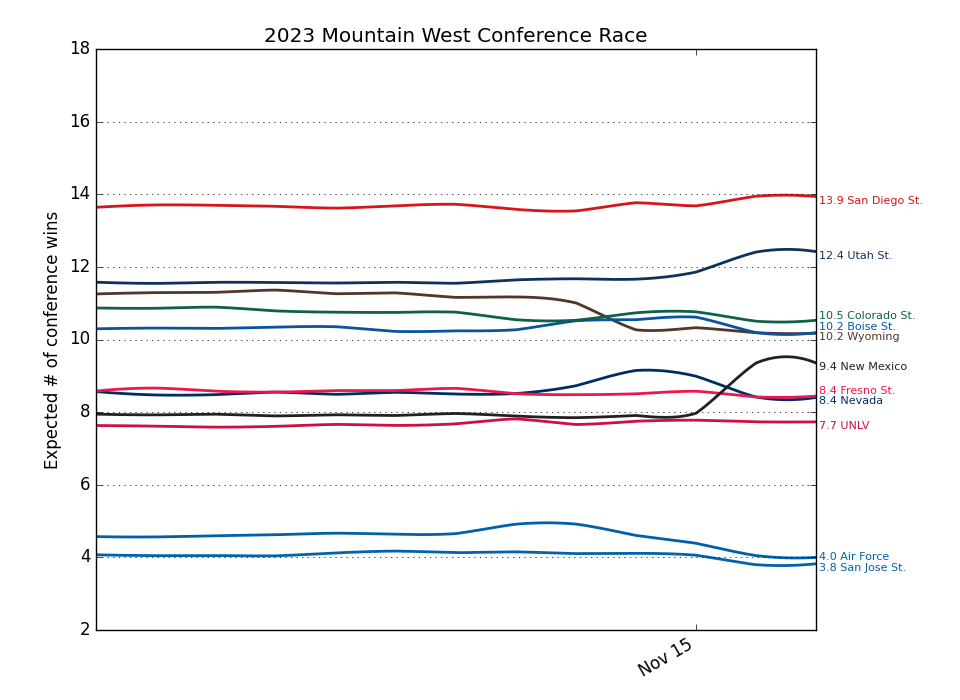 2023 Mountain West Conference Race
Expected # of conference wins
18
16
14
12
10
8
6
4
2
13.9 San Diego St.
12.4 Utah St.
10.5 Colorado St.
10.2 Boise St.
10.2 Wyoming
9.4 New Mexico
8.4 Fresno St.
8.4 Nevada
7.7 UNLV
4.0 Air Force
3.8 San Jose St.
Nov 15